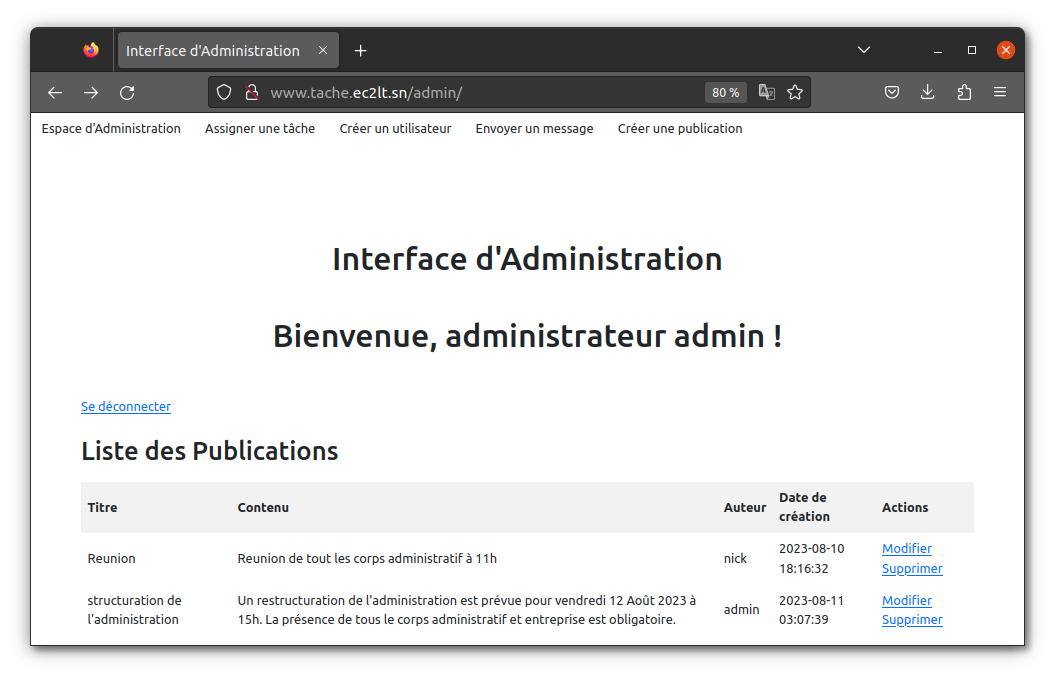 Interface d'Administration
www.tache.ec2lt.sn/admin/
80 %
Espace d'Administration Assigner une tâche Créer un utilisateur Envoyer un message Créer une publication
Interface d'Administration
Bienvenue, administrateur admin !
Se déconnecter
Liste des Publications
Titre Contenu Auteur Date de création Actions
Reunion Reunion de tout les corps administratif à 11h nick 2023-08-10 18:16:32 Modifier Supprimer
structuration de l'administration Un restructuration de l'administration est prévue pour vendredi 12 Août 2023 à 15h. La présence de tous le corps administratif et entreprise est obligatoire. admin 2023-08-11 03:07:39 Modifier Supprimer